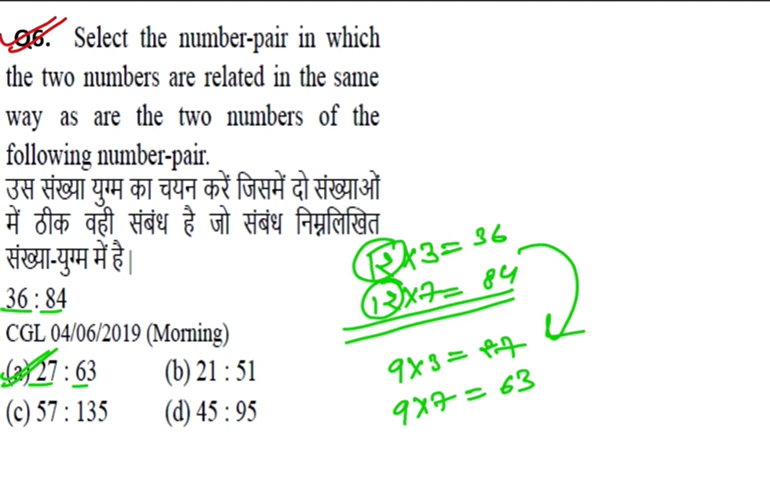 Q6. Select the number-pair in which
the two numbers are related in the same
way as are the two numbers of the
following number-pair.
उस संख्या युग्म का चयन करें जिसमें दो संख्याओं
में ठीक वही संबंध है जो संबंध निम्नलिखित
संख्या-युग्म में है|
36 : 84
CGL 04/06/2019 (Morning)
(a) 27 : 63 (b) 21 : 51
(c) 57 : 135 (d) 45 : 95
12×3= 36
12×7= 84
9×3= 27
9×7= 63